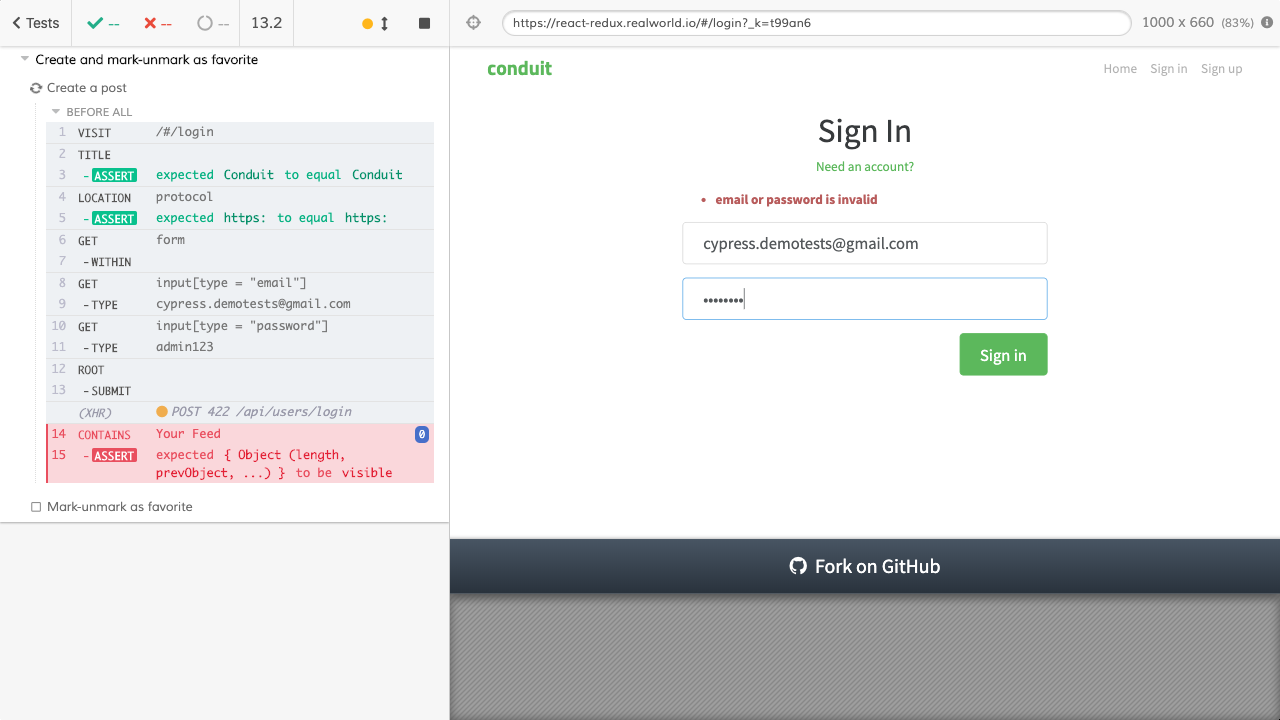 Tests
--
--
--
13.2
https://react-redux.realworld.io/#/login?_k=t99an6
1000 x 660 (83%)
Create and mark-unmark as favorite
Create a post
BEFORE ALL
1 VISIT /#/login
2 TITLE
3 -ASSERT expected Conduit to equal Conduit
4 LOCATION protocol
5 -ASSERT expected https: to equal https:
6 GET form
7 -WITHIN
8 GET input[type = "email"]
9 -TYPE cypress.demotests@gmail.com
10 GET input[type = "password"]
11 -TYPE admin123
12 ROOT
13 -SUBMIT
(XHR) POST 422 /api/users/login
14 CONTAINS Your Feed 0
15 -ASSERT expected { Object (length,
prevObject, ...) } to be visible
Mark-unmark as favorite
conduit
Home Sign in Sign up
Sign In
Need an account?
• email or password is invalid
cypress.demotests@gmail.com
••••••••
Sign in
Fork on GitHub